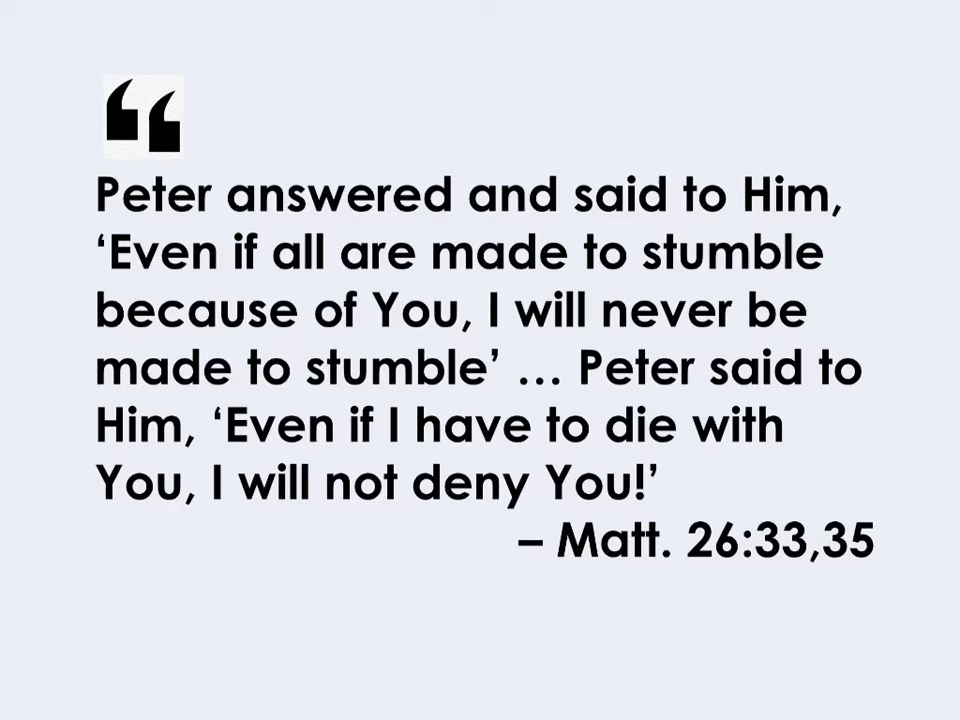 “
Peter answered and said to Him,
‘Even if all are made to stumble
because of You, I will never be
made to stumble’ … Peter said to
Him, ‘Even if I have to die with
You, I will not deny You!’
– Matt. 26:33,35